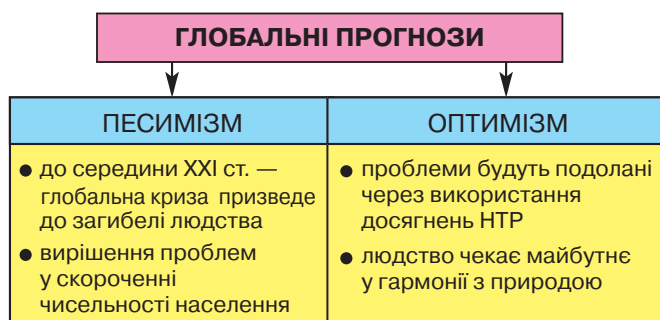 ГЛОБАЛЬНІ ПРОГНОЗИ
ПЕСИМІЗМ
● до середини XXI ст. —
глобальна криза призведе
до загибелі людства
● вирішення проблем
у скороченні
чисельності населення
ОПТИМІЗМ
● проблеми будуть подолані
через використання
досягнень НТР
● людство чекає майбутнє
у гармонії з природою